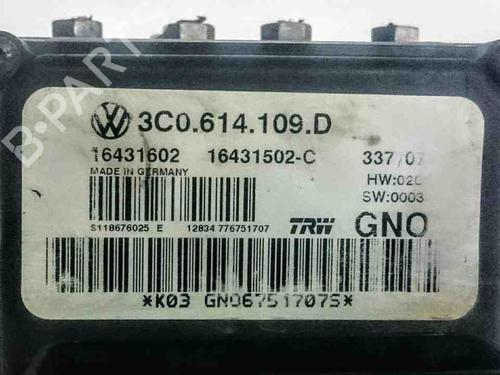 3C0.614.109.D
16431602 16431502-C 337/07
MADE IN GERMANY
HW:020
SW:0003
S118676025 E 12834 776751707 TRW GNO
*K03 GNO6751707S*
B-PARTS